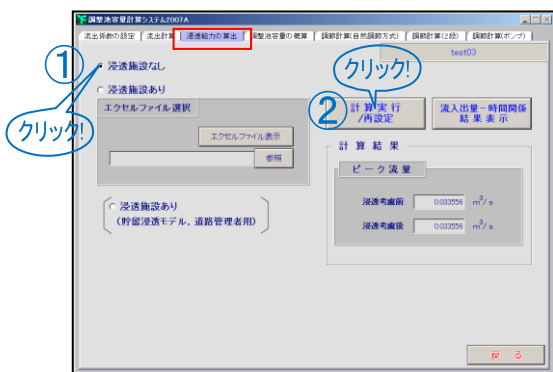 調整池容量計算システム2007A
流出係数の設定 流出計算 浸透能力の算出 調整池容量の概算 調節計算(自然調節方式) 調節計算(2段) 調節計算(ポンプ)
test03
① 浸透施設なし
クリック!
浸透施設あり
クリック!
エクセルファイル選択
② 計算実行
/再設定
流入出量－時間関係
結果表示
エクセルファイル表示
参照
計算結果
ピーク流量
浸透施設あり
(貯留浸透モデル、道路管理者用)
浸透考慮前 0.033556 m³/s
浸透考慮後 0.033556 m³/s
戻る